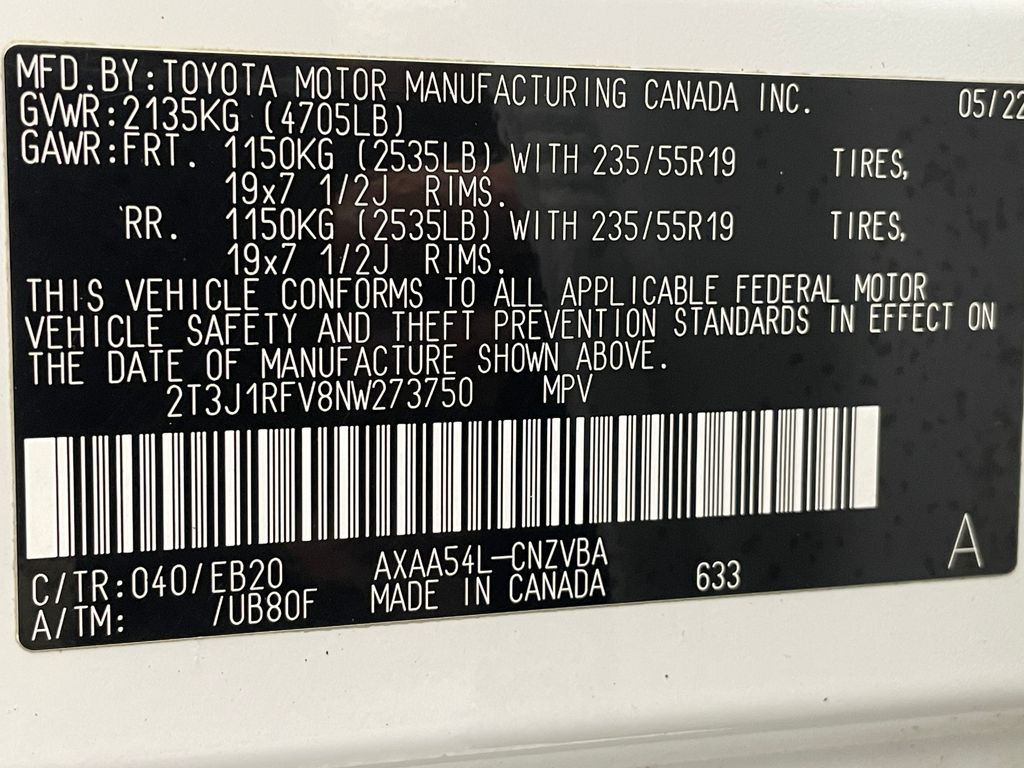 MFD.BY:TOYOTA MOTOR MANUFACTURING CANADA INC. 05/22
GVWR:2135KG (4705LB)
GAWR:FRT. 1150KG (2535LB) WITH 235/55R19 TIRES,
19x7 1/2J RIMS.
RR. 1150KG (2535LB) WITH 235/55R19 TIRES,
19x7 1/2J RIMS.
THIS VEHICLE CONFORMS TO ALL APPLICABLE FEDERAL MOTOR
VEHICLE SAFETY AND THEFT PREVENTION STANDARDS IN EFFECT ON
THE DATE OF MANUFACTURE SHOWN ABOVE.
2T3J1RFV8NW273750 MPV
C/TR:040/EB20 AXAA54L-CNZVBA 633 A
A/TM: /UB80F MADE IN CANADA